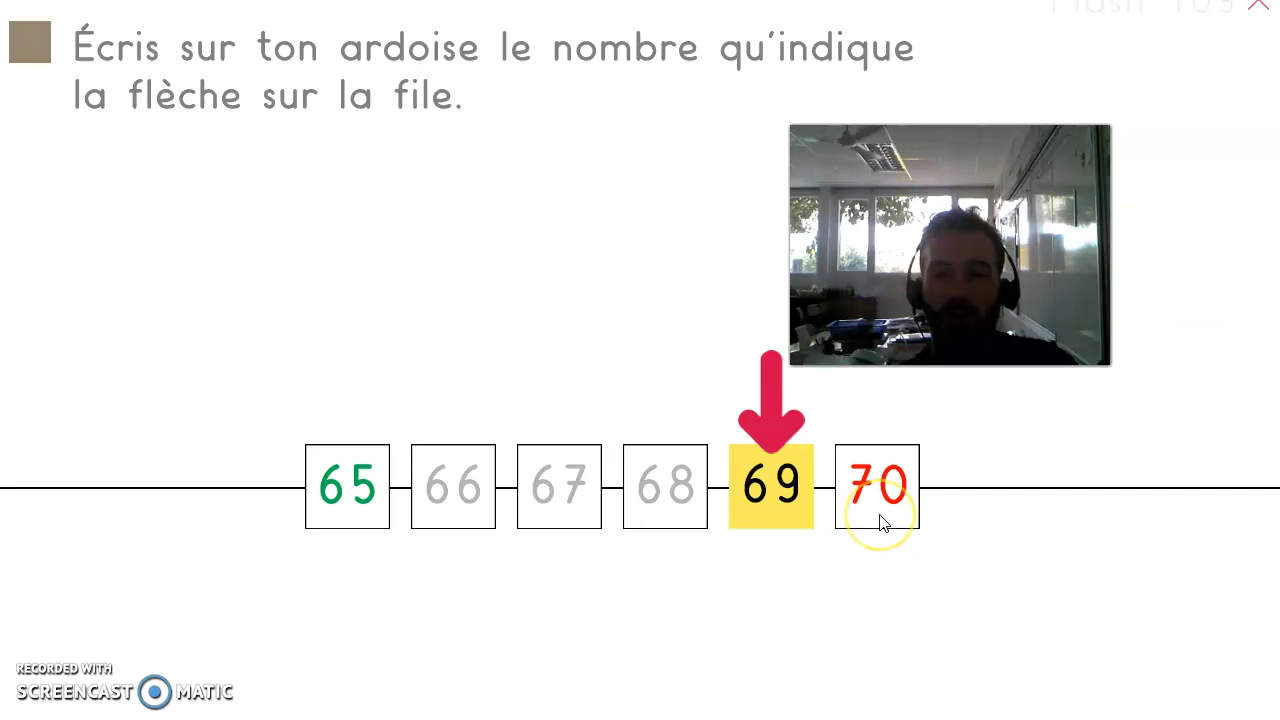 Écris sur ton ardoise le nombre qu'indique
la flèche sur la file.
65 66 67 68 69 70
RECORDED WITH
SCREENCAST MATIC